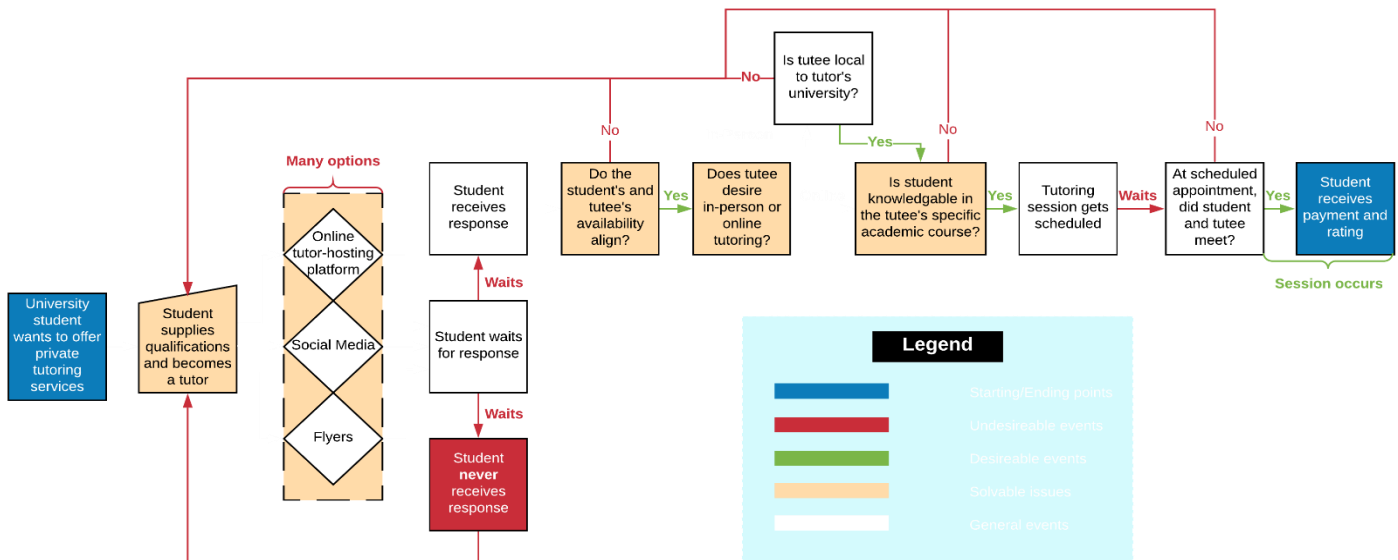 Is tutee local
to tutor's
university?
No
Yes
No
No
No
Many options
Online
tutor-hosting
platform
Social Media
Flyers
University
student
wants to offer
private
tutoring
services
Student
supplies
qualifications
and becomes
a tutor
Student
receives
response
Waits
Student waits
for response
Waits
Student
never
receives
response
Do the
student's and
tutee's
availability
align?
Yes
Does tutee
desire
in-person or
online
tutoring?
Is student
knowledgable in
the tutee's specific
academic course?
Yes
Tutoring
session gets
scheduled
Waits
At scheduled
appointment,
did student
and tutee
meet?
Yes
Student
receives
payment and
rating
Session occurs
Legend
Starting/Ending points
Undesireable events
Desireable events
Solvable issues
General events